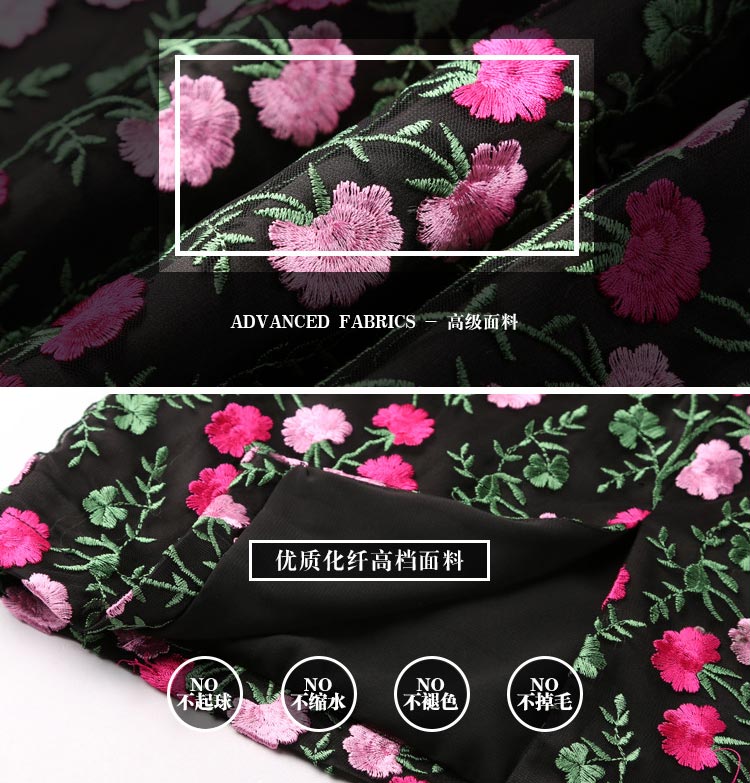 ADVANCED FABRICS — 高级面料
优质化纤高档面料
NO
不起球
NO
不缩水
NO
不褪色
NO
不掉毛